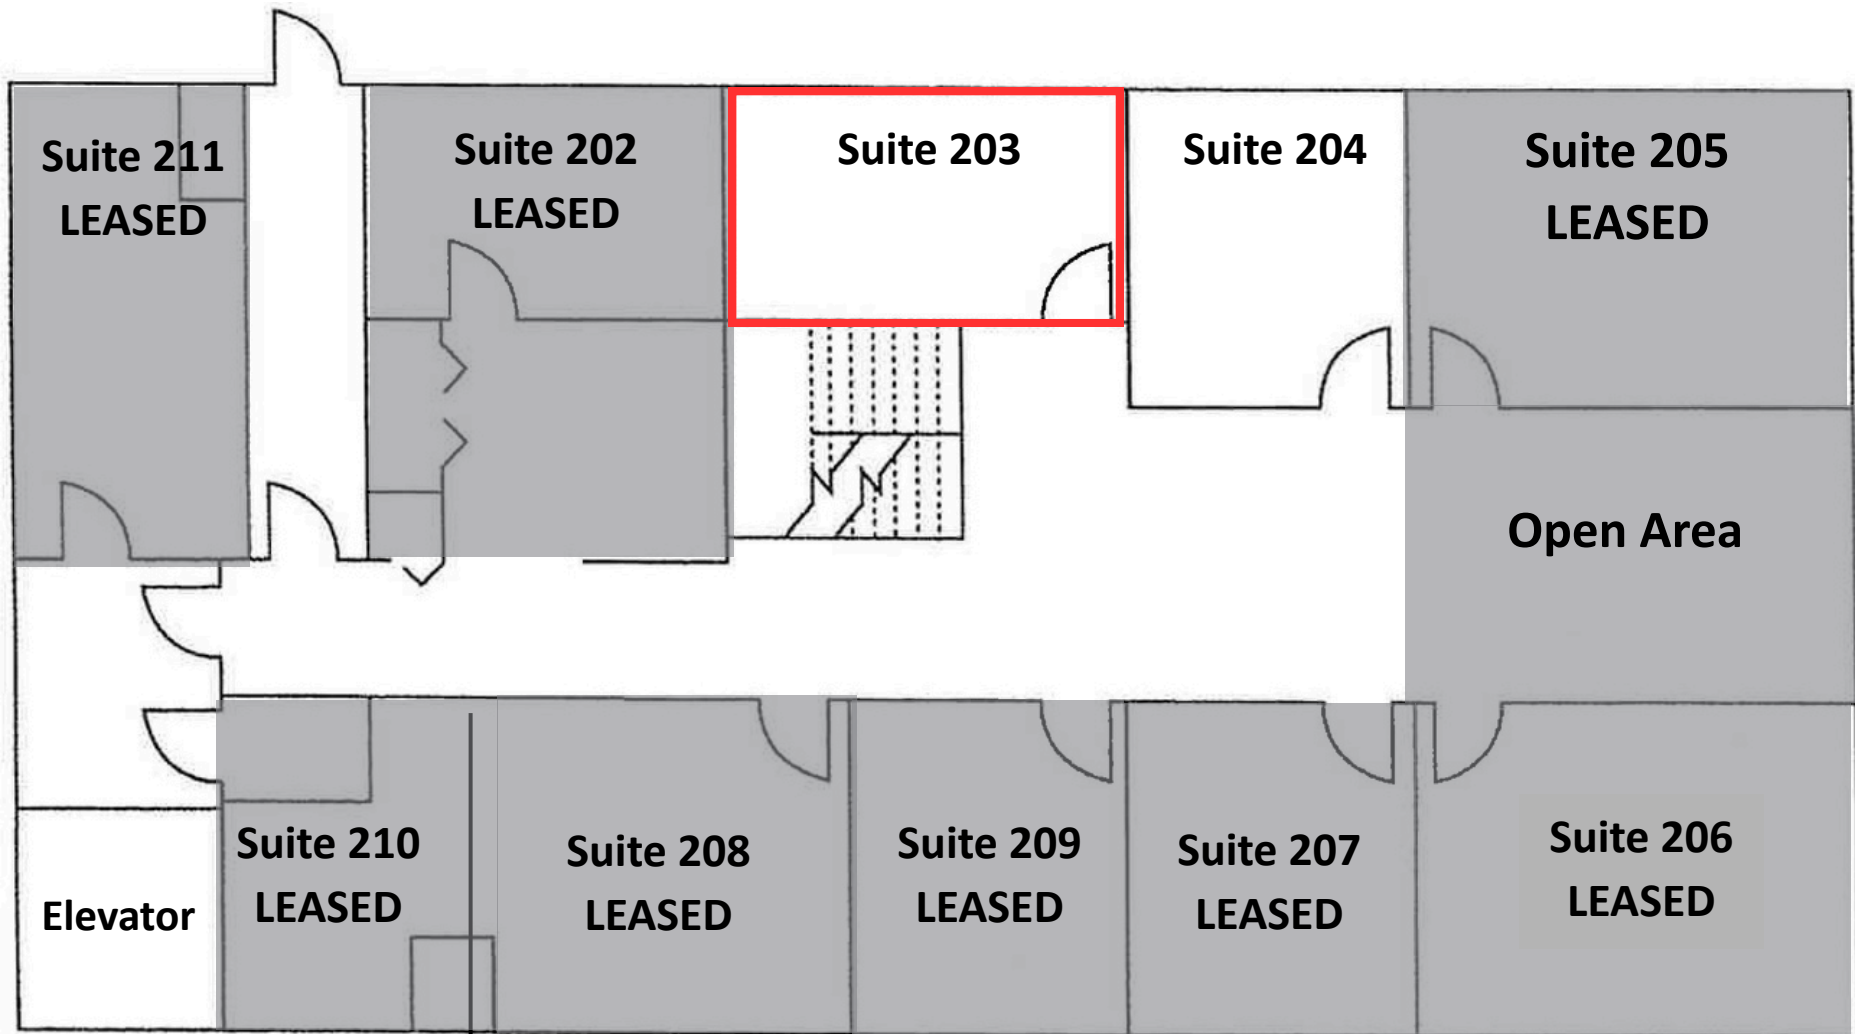 Suite 211
LEASED
Suite 202
LEASED
Suite 203
Suite 204
Suite 205
LEASED
Open Area
Elevator
Suite 210
LEASED
Suite 208
LEASED
Suite 209
LEASED
Suite 207
LEASED
Suite 206
LEASED